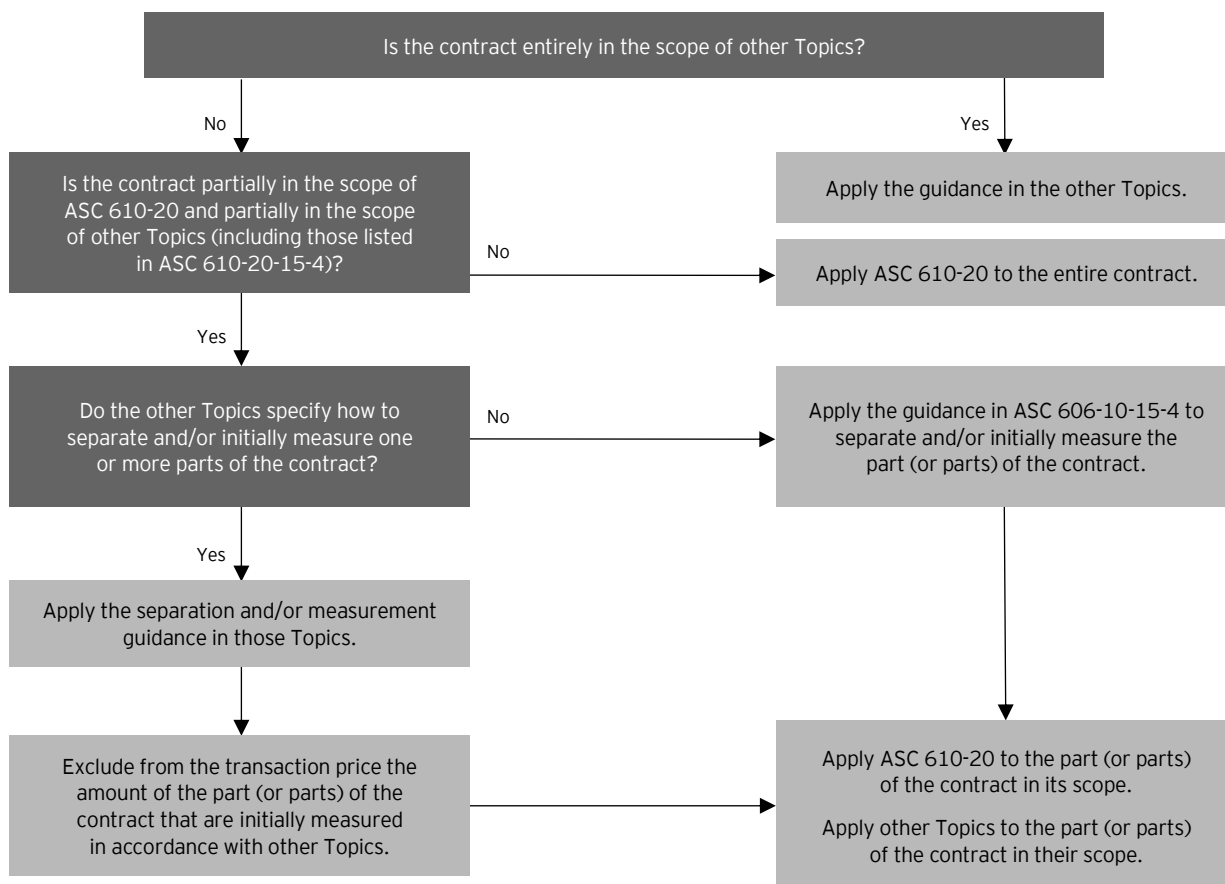 Is the contract entirely in the scope of other Topics?
No
Yes
Is the contract partially in the scope of
ASC 610-20 and partially in the scope
of other Topics (including those listed
in ASC 610-20-15-4)?
Apply the guidance in the other Topics.
No
Apply ASC 610-20 to the entire contract.
Yes
Do the other Topics specify how to
separate and/or initially measure one
or more parts of the contract?
No
Apply the guidance in ASC 606-10-15-4 to
separate and/or initially measure the
part (or parts) of the contract.
Yes
Apply the separation and/or measurement
guidance in those Topics.
Exclude from the transaction price the
amount of the part (or parts) of the
contract that are initially measured
in accordance with other Topics.
Apply ASC 610-20 to the part (or parts)
of the contract in its scope.
Apply other Topics to the part (or parts)
of the contract in their scope.